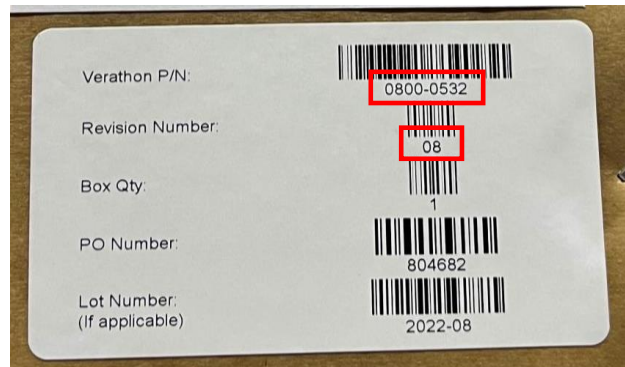 Verathon P/N:
0800-0532
Revision Number:
08
Box Qty:
1
PO Number:
804682
Lot Number:
(If applicable)
2022-08